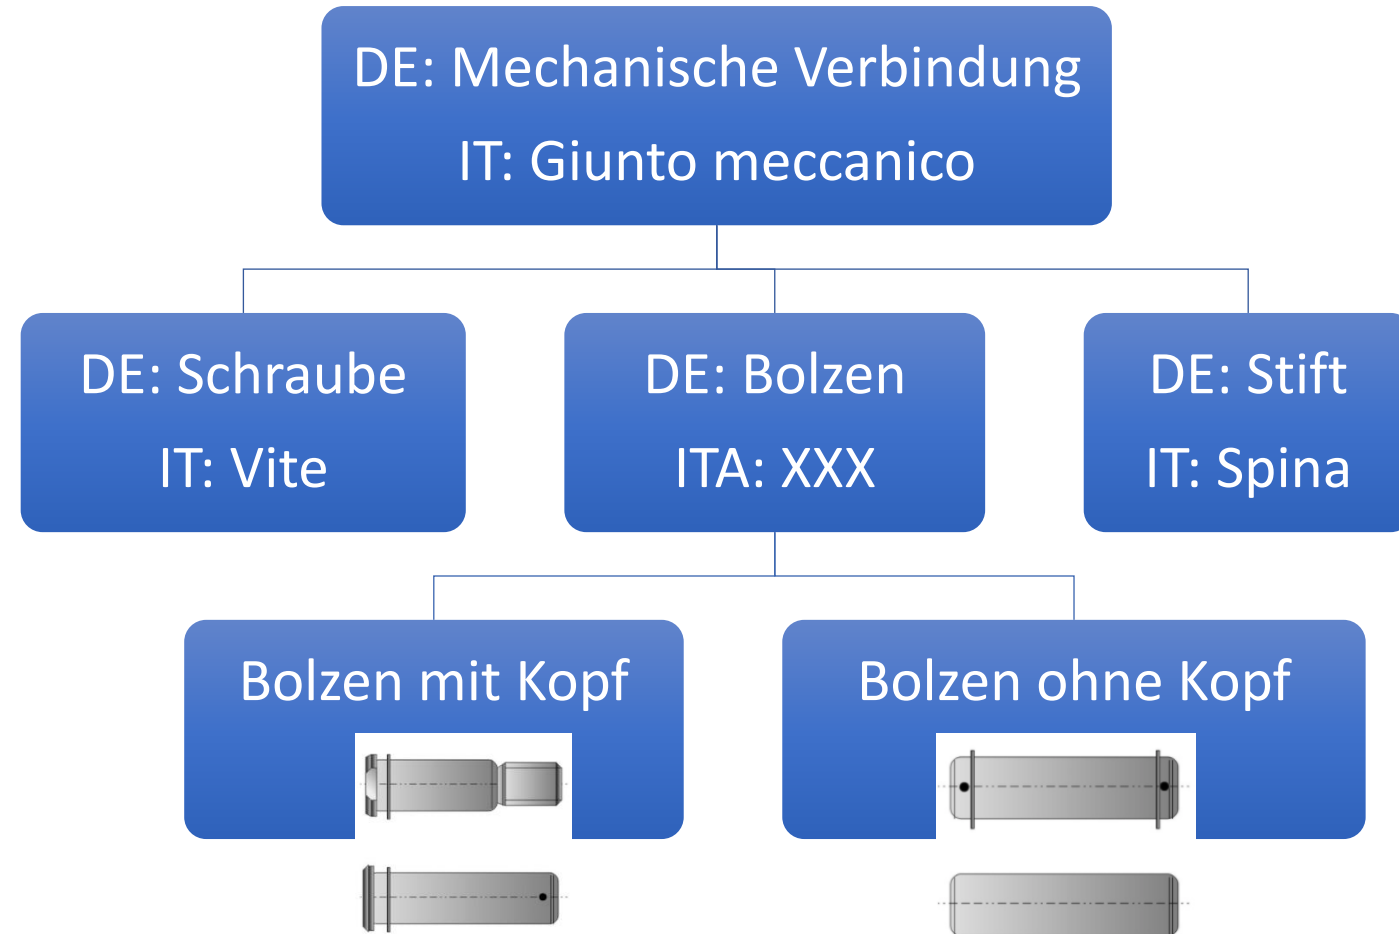 DE: Mechanische Verbindung
IT: Giunto meccanico
DE: Schraube
IT: Vite
DE: Bolzen
ITA: XXX
DE: Stift
IT: Spina
Bolzen mit Kopf
Bolzen ohne Kopf